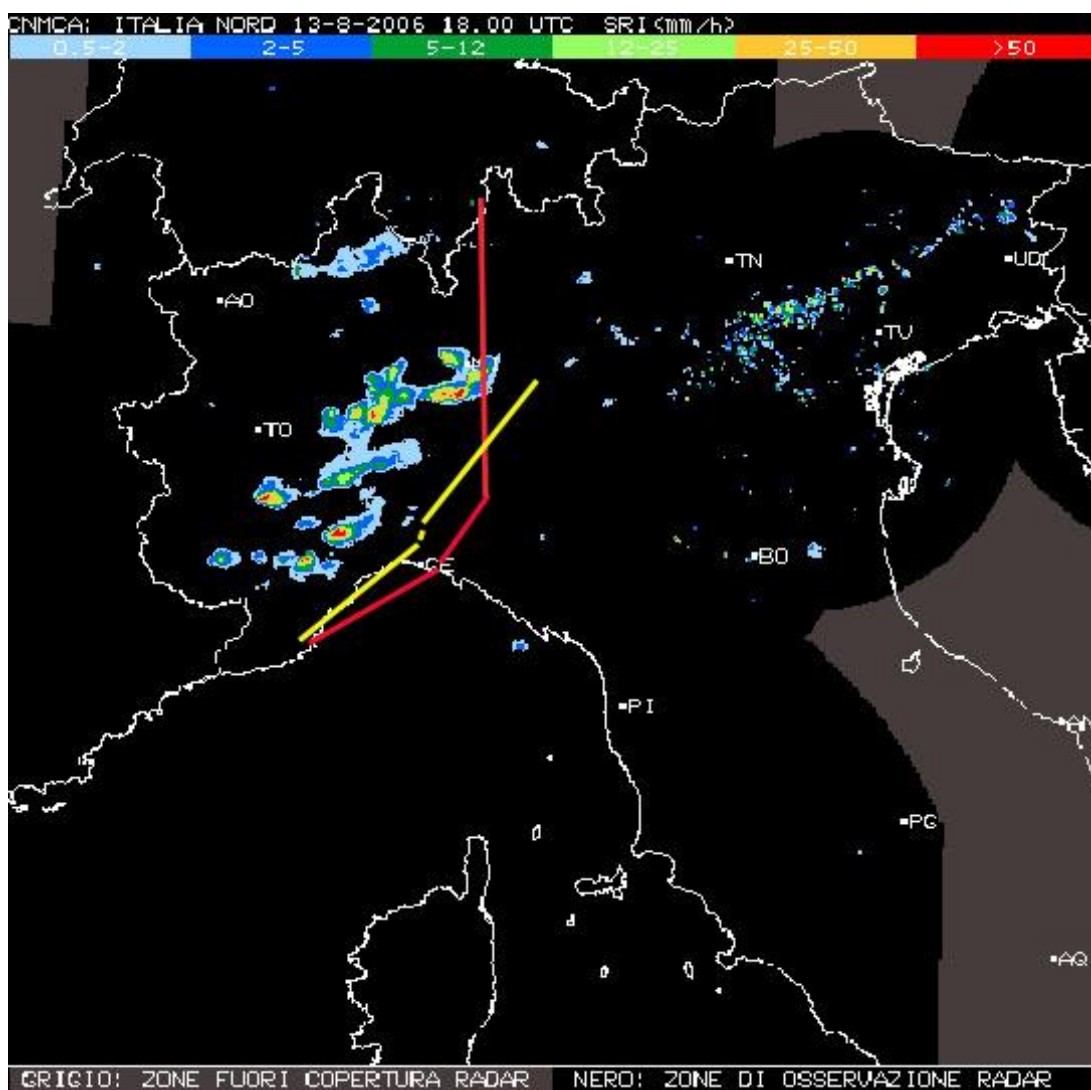 CNMCA: ITALIA NORD 13-8-2006 18.00 UTC SRI(mm/h)
0.5-2 2-5 5-12 12-25 25-50 >50
TN
UD
AO
TV
TO
BO
GE
PI
PG
AQ
GRIGIO: ZONE FUORI COPERTURA RADAR NERO: ZONE DI OSSERVAZIONE RADAR